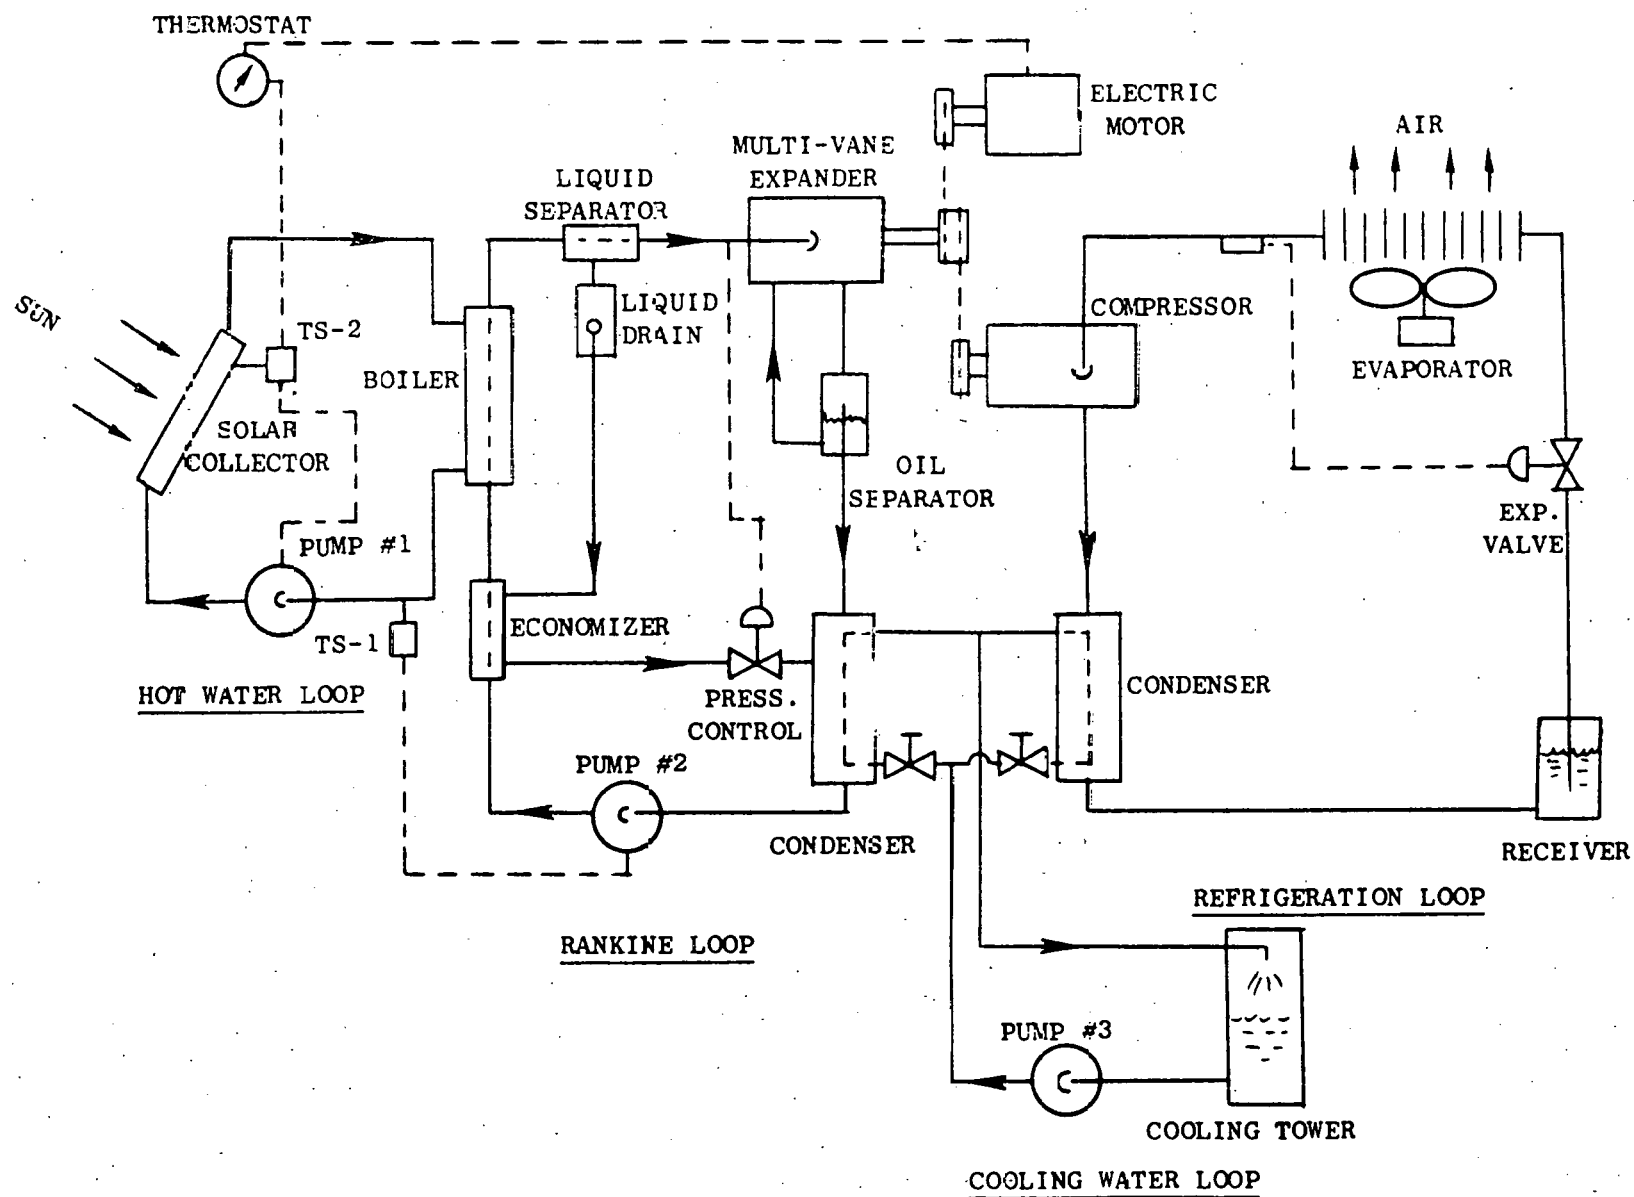 THERMOSTAT
ELECTRIC
MOTOR
AIR
MULTI-VANE
EXPANDER
LIQUID
SEPARATOR
SUN
TS-2
LIQUID
DRAIN
COMPRESSOR
BOILER
EVAPORATOR
SOLAR
COLLECTOR
OIL
SEPARATOR
EXP.
VALVE
PUMP #1
TS-1
ECONOMIZER
HOT WATER LOOP
PRESS.
CONTROL
CONDENSER
PUMP #2
CONDENSER
RECEIVER
REFRIGERATION LOOP
RANKINE LOOP
PUMP #3
COOLING TOWER
COOLING WATER LOOP